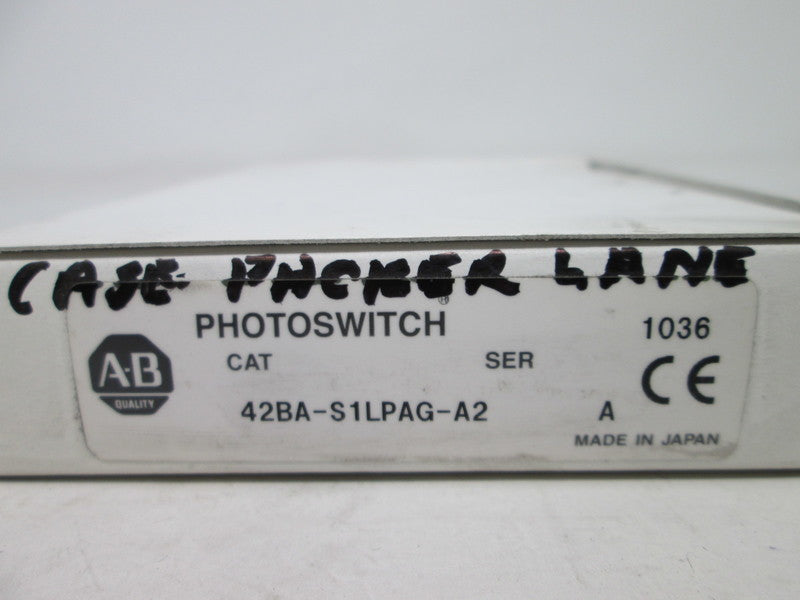 CASE PACKER LANE
PHOTOSWITCH® 1036
A-B QUALITY
CAT SER
42BA-S1LPAG-A2 A
CE
MADE IN JAPAN